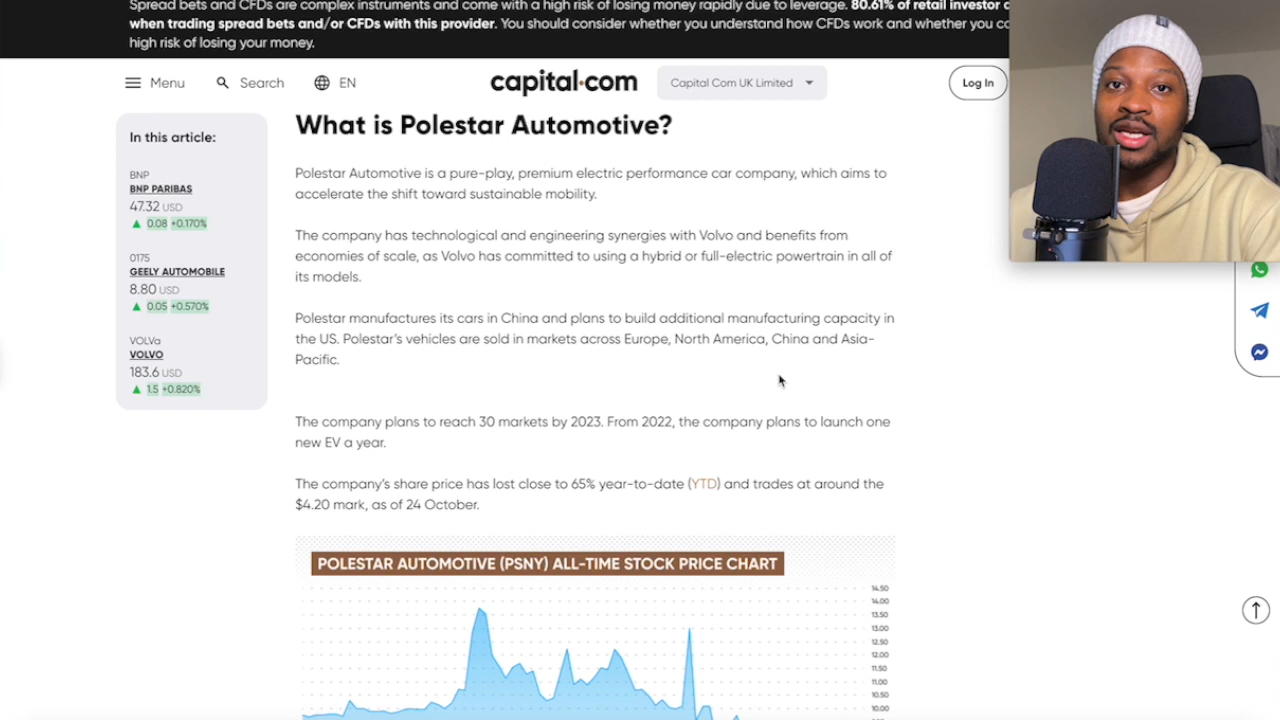 Spread bets and CFDs are complex instruments and come with a high risk of losing money rapidly due to leverage. 80.61% of retail investor
when trading spread bets and/or CFDs with this provider. You should consider whether you understand how CFDs work and whether you
high risk of losing your money.
Menu Search EN capital.com Capital Com UK Limited Log In
In this article:
BNP
BNP PARIBAS
47.32 USD
0.08 +0.170%
0175
GEELY AUTOMOBILE
8.80 USD
0.05 +0.570%
VOLVa
VOLVO
183.6 USD
1.5 +0.820%
What is Polestar Automotive?
Polestar Automotive is a pure-play, premium electric performance car company, which aims to
accelerate the shift toward sustainable mobility.
The company has technological and engineering synergies with Volvo and benefits from
economies of scale, as Volvo has committed to using a hybrid or full-electric powertrain in all of
its models.
Polestar manufactures its cars in China and plans to build additional manufacturing capacity in
the US. Polestar's vehicles are sold in markets across Europe, North America, China and Asia-
Pacific.
The company plans to reach 30 markets by 2023. From 2022, the company plans to launch one
new EV a year.
The company's share price has lost close to 65% year-to-date (YTD) and trades at around the
$4.20 mark, as of 24 October.
POLESTAR AUTOMOTIVE (PSNY) ALL-TIME STOCK PRICE CHART
14.50
14.00
13.50
13.00
12.50
12.00
11.50
11.00
10.50
10.00